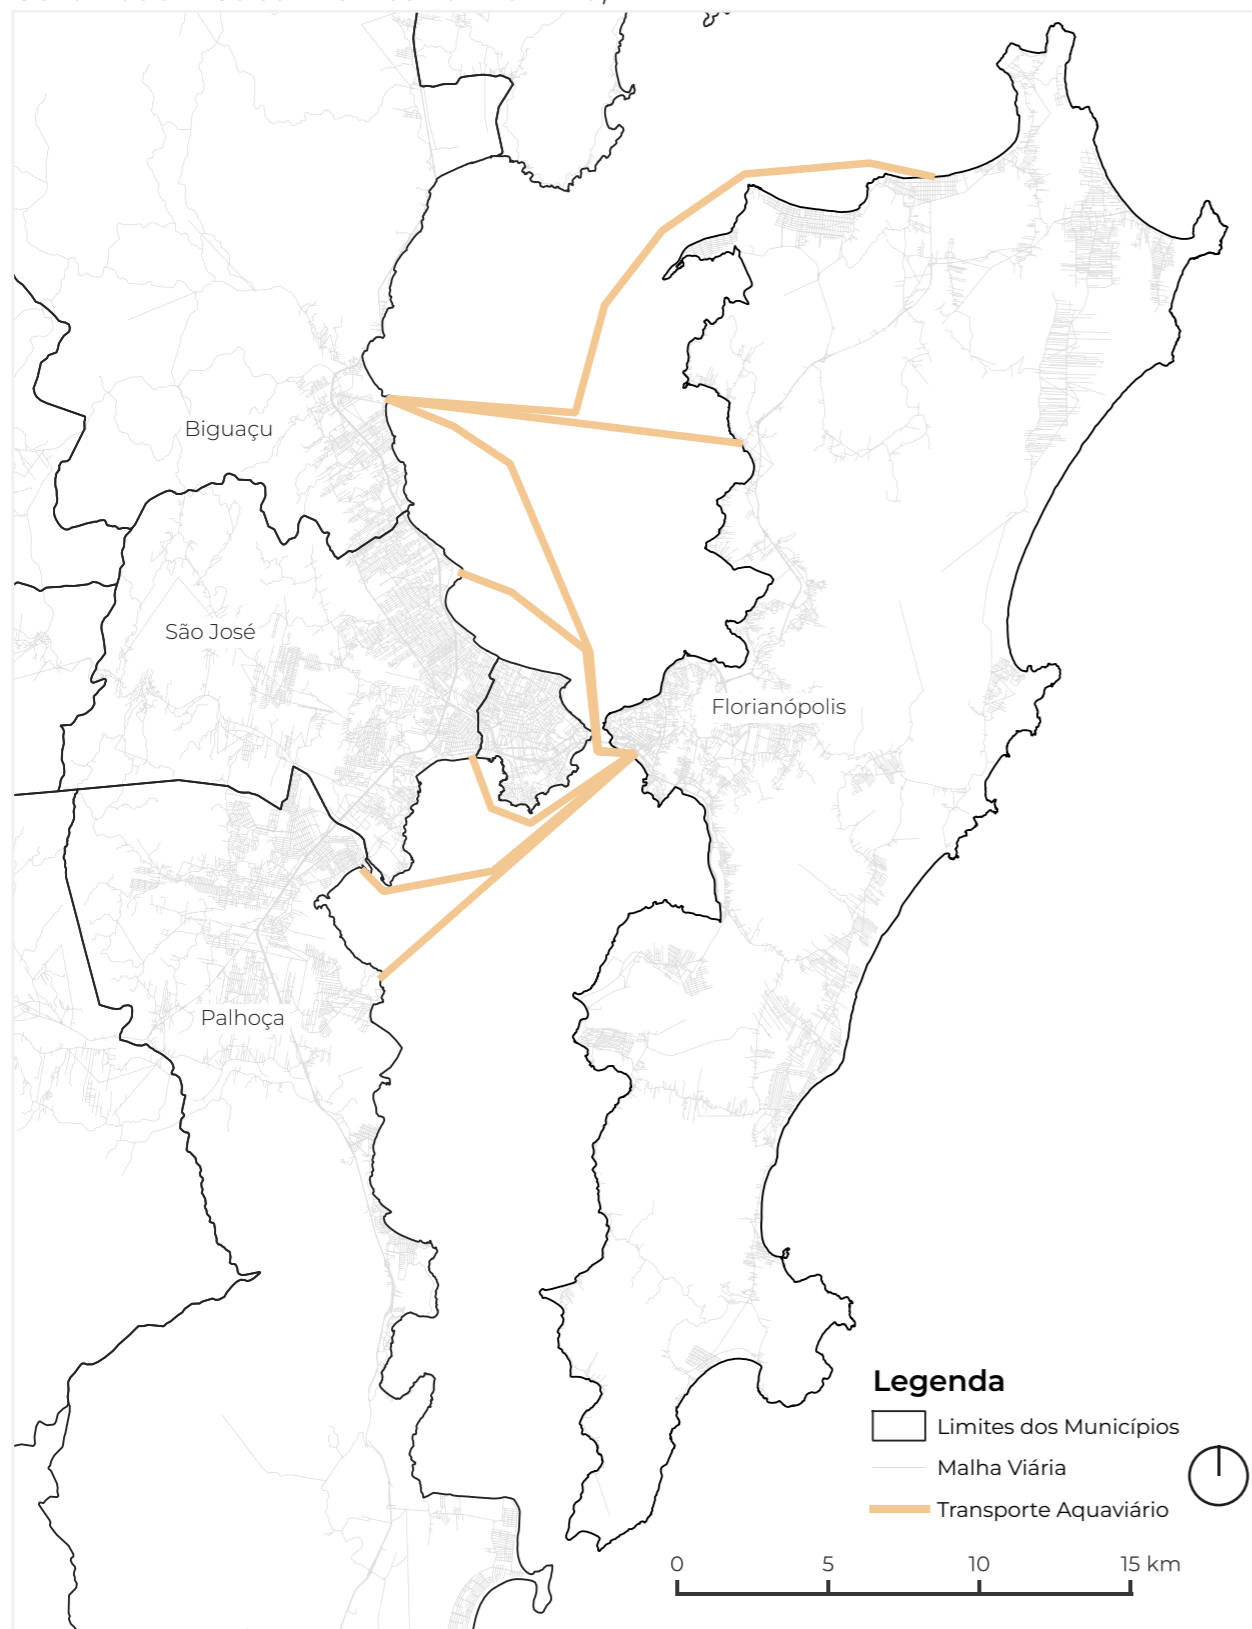 Biguaçu
São José
Florianópolis
Palhoça
Legenda
Limites dos Municípios
Malha Viária
Transporte Aquaviário
0 5 10 15 km